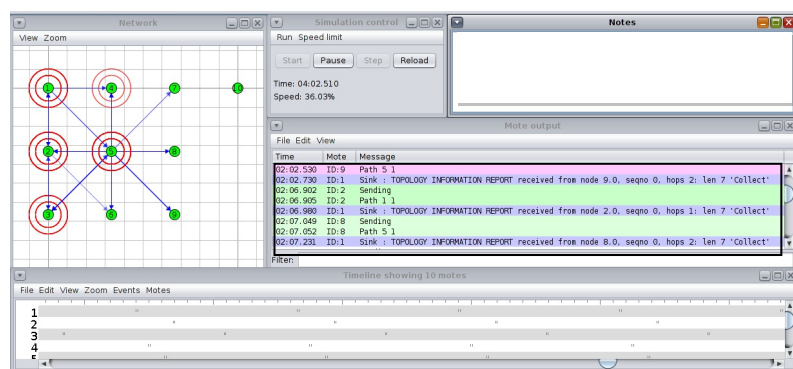 Network
View Zoom
1
4
7
10
2
5
8
3
6
9
Simulation control
Run Speed limit
Start Pause Step Reload
Time: 04:02.510
Speed: 36.03%
Notes
Mote output
File Edit View
Time Mote Message
02:02.530 ID:9 Path 5 1
02:02.730 ID:1 Sink : TOPOLOGY INFORMATION REPORT received from node 9.0, seqno 0, hops 2: len 7 'Collect'
02:06.902 ID:2 Sending
02:06.905 ID:2 Path 1 1
02:06.980 ID:1 Sink : TOPOLOGY INFORMATION REPORT received from node 2.0, seqno 0, hops 1: len 7 'Collect'
02:07.049 ID:8 Sending
02:07.052 ID:8 Path 5 1
02:07.231 ID:1 Sink : TOPOLOGY INFORMATION REPORT received from node 8.0, seqno 0, hops 2: len 7 'Collect'
Filter:
Timeline showing 10 motes
File Edit View Zoom Events Motes
1
2
3
4
5